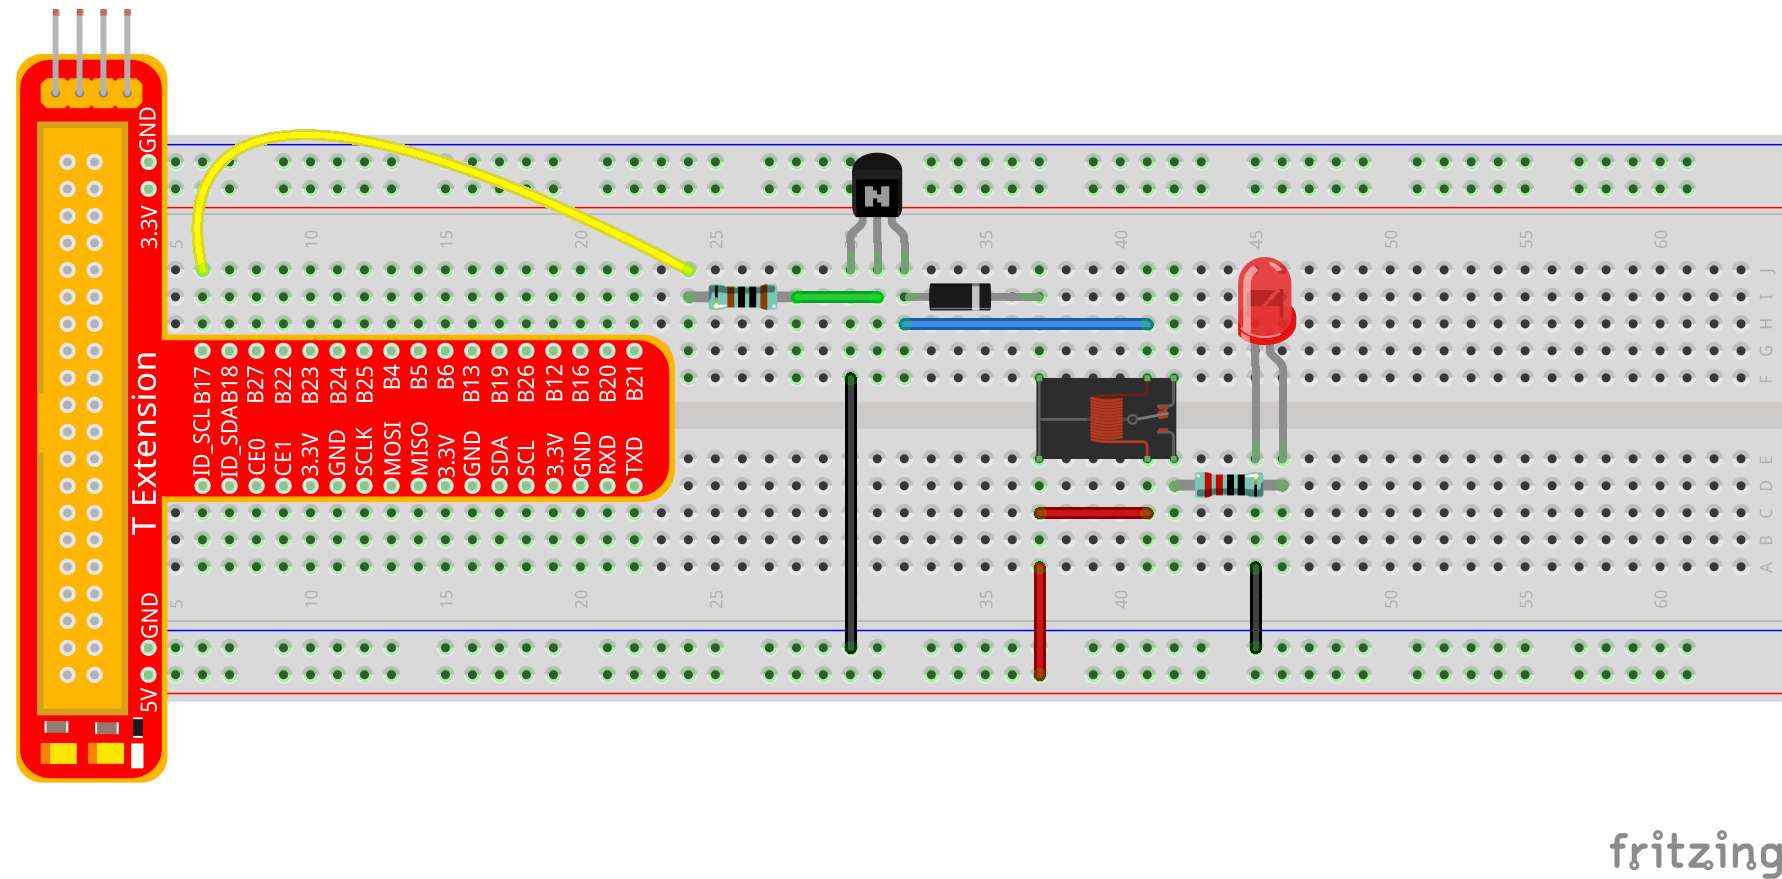 GND
3.3V
5 10 15 20 25 35 40 45 50 55 60
J
I
H
G
F
N
B17 B18 B27 B22 B23 B24 B25 B4 B5 B6 B13 B19 B26 B12 B16 B20 B21
ID_SCL ID_SDA CE0 CE1 3.3V GND SCLK MOSI MISO 3.3V GND SDA SCL 3.3V GND RXD TXD
T Extension
E
D
C
B
A
5 10 15 20 25 35 40 50 55 60
GND
5V
fritzing